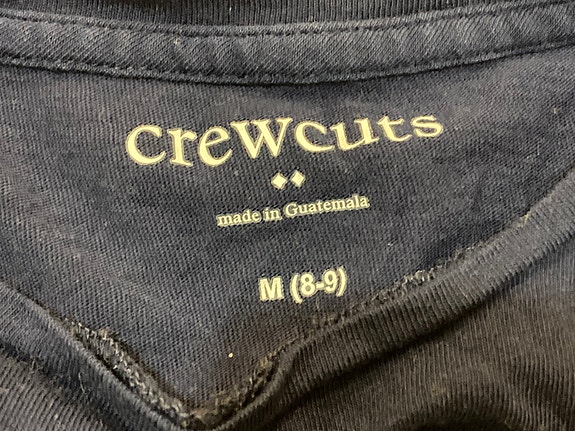 crewcuts
made in Guatemala
M (8-9)